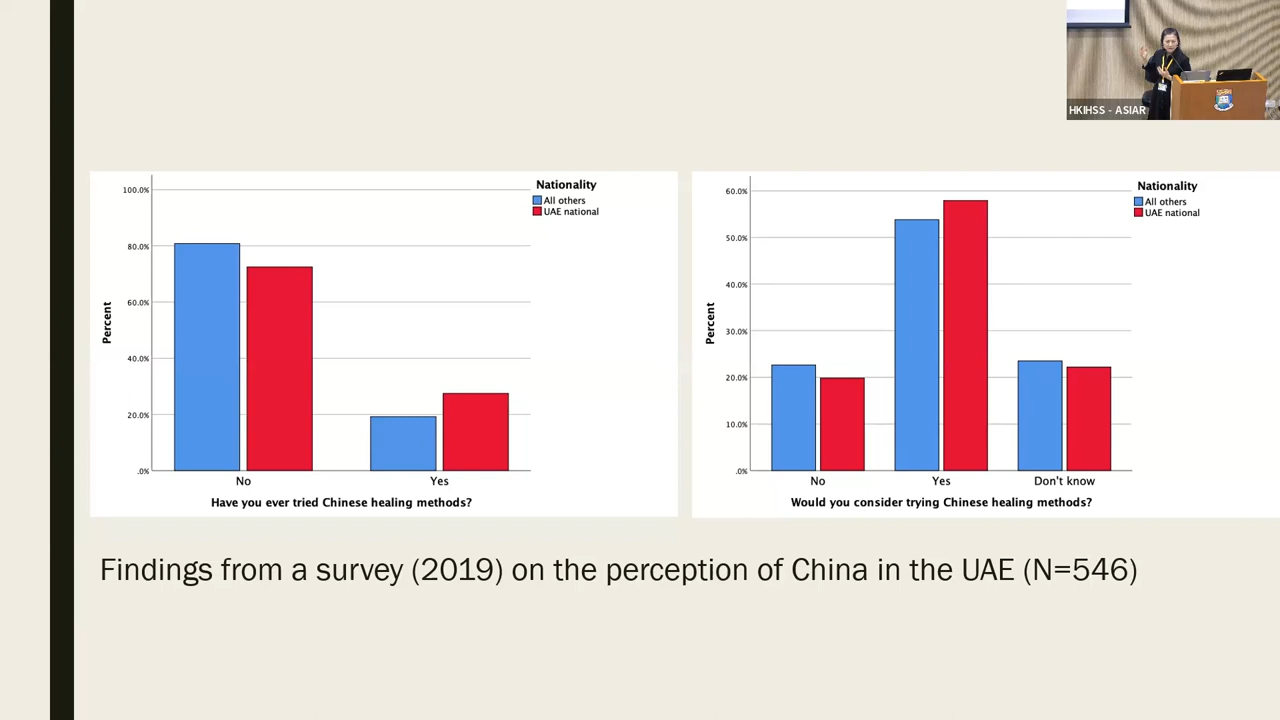 HKIHSS - ASIAR
100.0%
80.0%
60.0%
40.0%
20.0%
.0%
Percent
No
Yes
Have you ever tried Chinese healing methods?
Nationality
All others
UAE national
60.0%
50.0%
40.0%
30.0%
20.0%
10.0%
.0%
Percent
No
Yes
Don't know
Would you consider trying Chinese healing methods?
Nationality
All others
UAE national
Findings from a survey (2019) on the perception of China in the UAE (N=546)